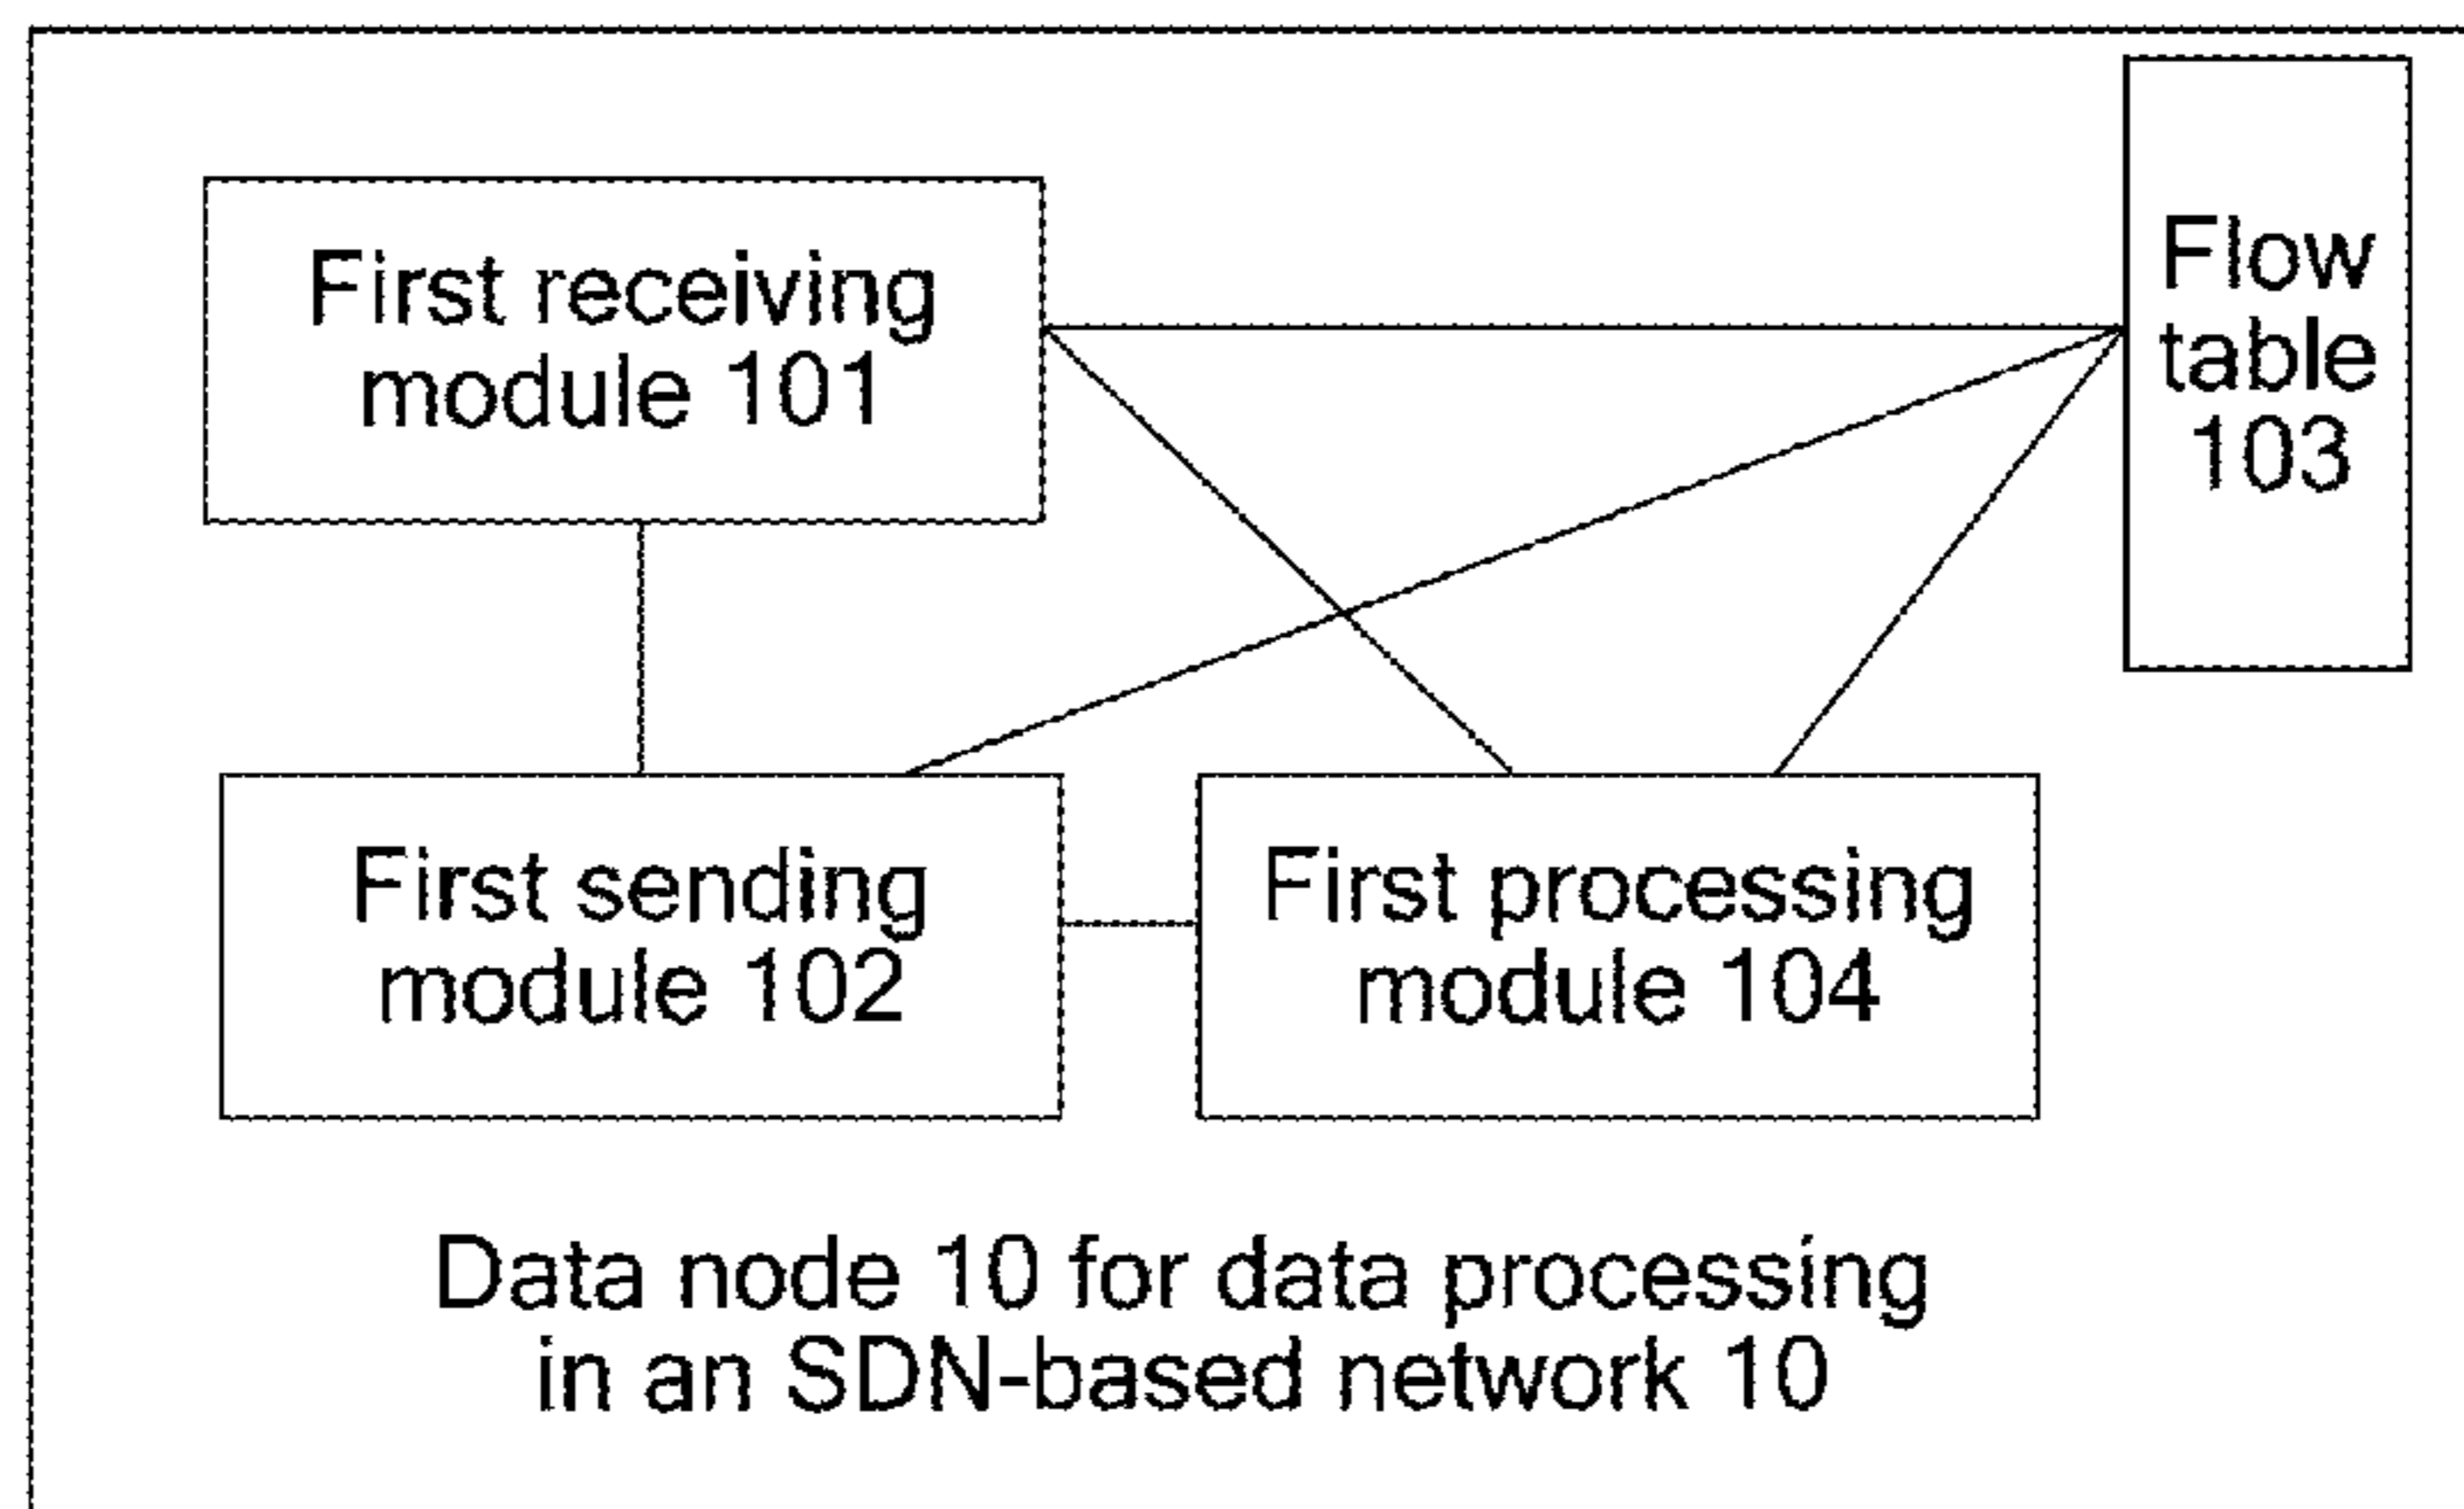 First receiving
module 101
Flow
table
103
First sending
module 102
First processing
module 104
Data node 10 for data processing
in an SDN-based network 10